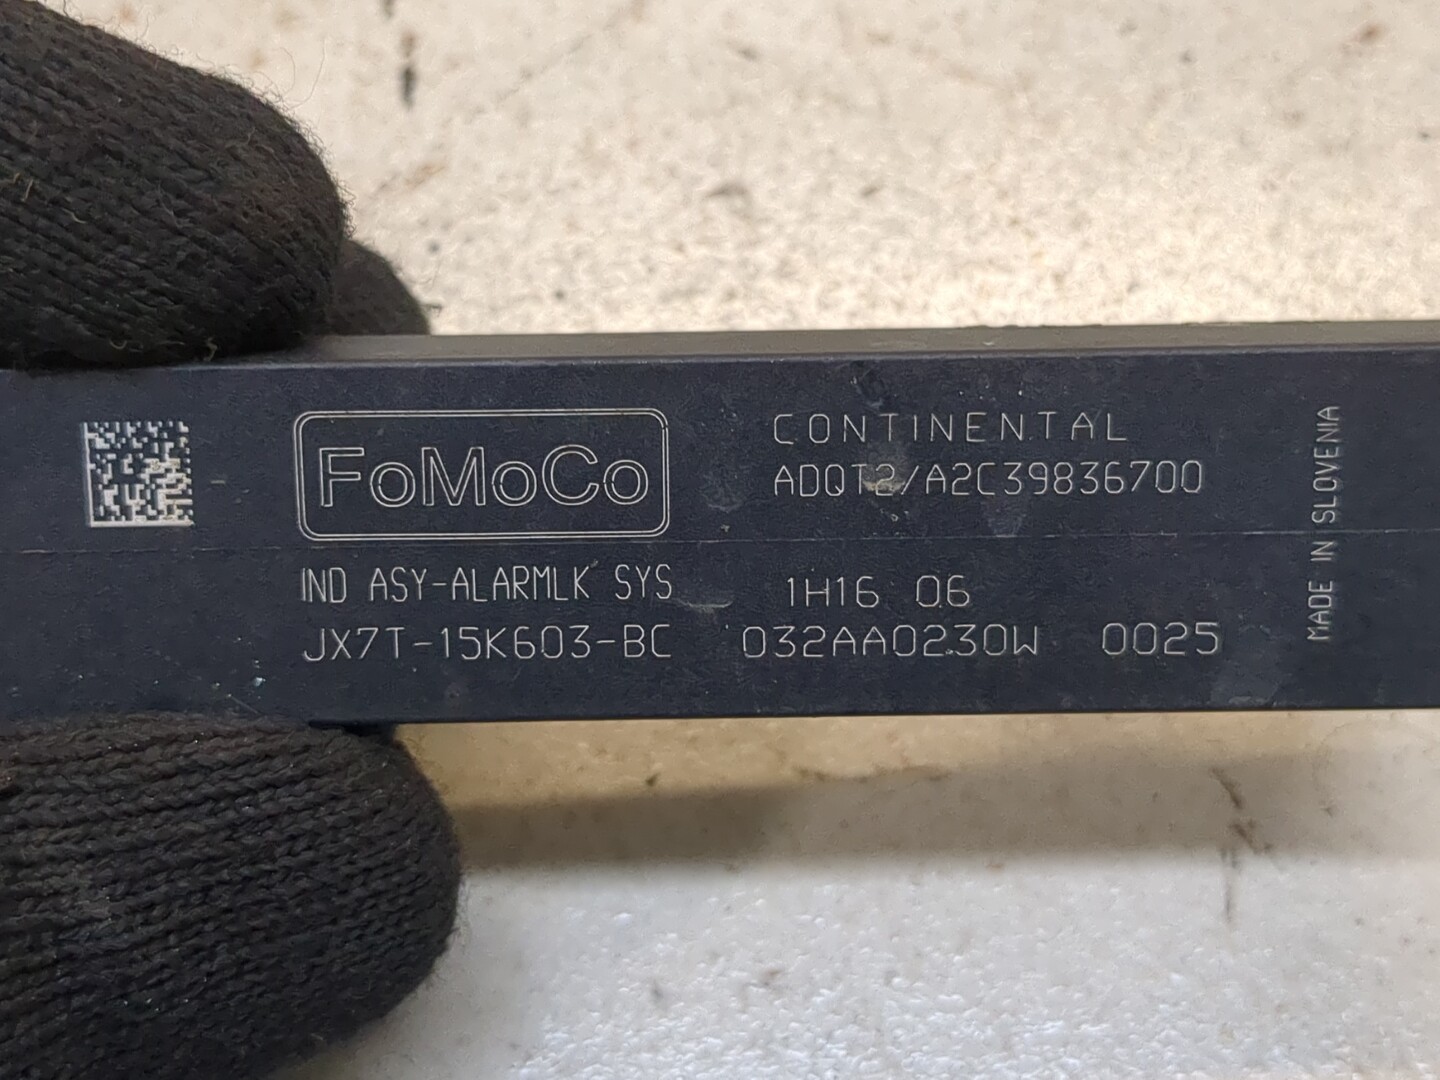 FoMoCo
IND ASY-ALARMLK SYS
JX7T-15K603-BC
CONTINENTAL
ADQT2/A2C39836700
1H16 06
032AA0230W 0025
MADE IN SLOVENIA